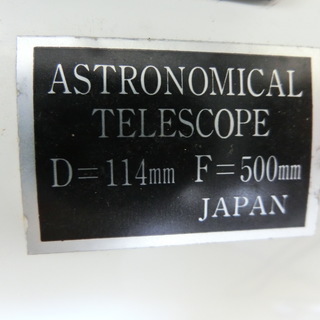 ASTRONOMICAL
TELESCOPE
D=114mm F=500mm
JAPAN